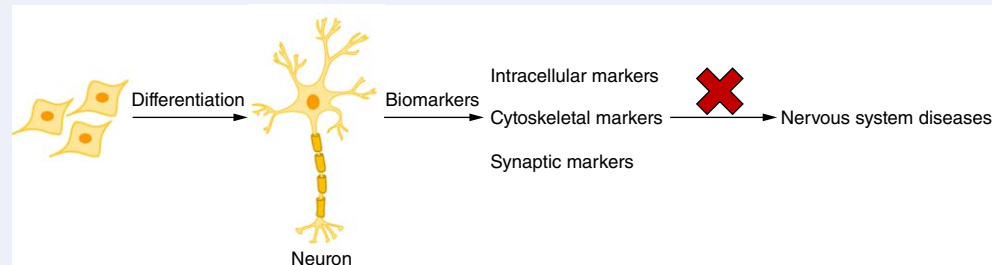 Differentiation
Neuron
Biomarkers
Intracellular markers
Cytoskeletal markers
Synaptic markers
Nervous system diseases